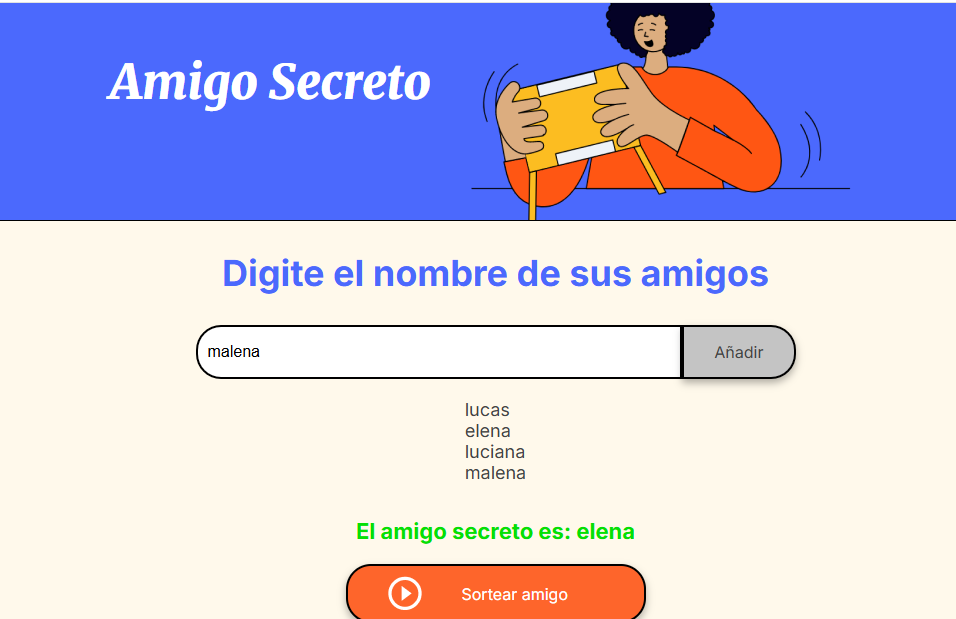 Amigo Secreto
Digite el nombre de sus amigos
malena
Añadir
lucas
elena
luciana
malena
El amigo secreto es: elena
Sortear amigo